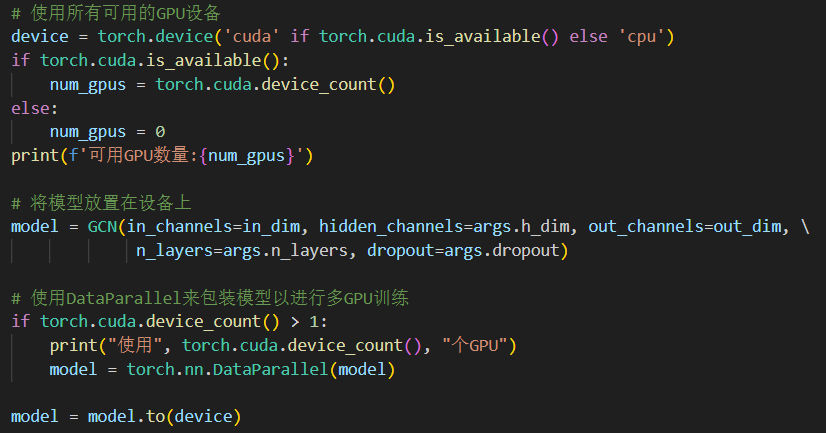 # 使用所有可用的GPU设备
device = torch.device('cuda' if torch.cuda.is_available() else 'cpu')
if torch.cuda.is_available():
    num_gpus = torch.cuda.device_count()
else:
    num_gpus = 0
print(f'可用GPU数量:{num_gpus}')

# 将模型放置在设备上
model = GCN(in_channels=in_dim, hidden_channels=args.h_dim, out_channels=out_dim, \
            n_layers=args.n_layers, dropout=args.dropout)

# 使用DataParallel来包装模型以进行多GPU训练
if torch.cuda.device_count() > 1:
    print("使用", torch.cuda.device_count(), "个GPU")
    model = torch.nn.DataParallel(model)

model = model.to(device)